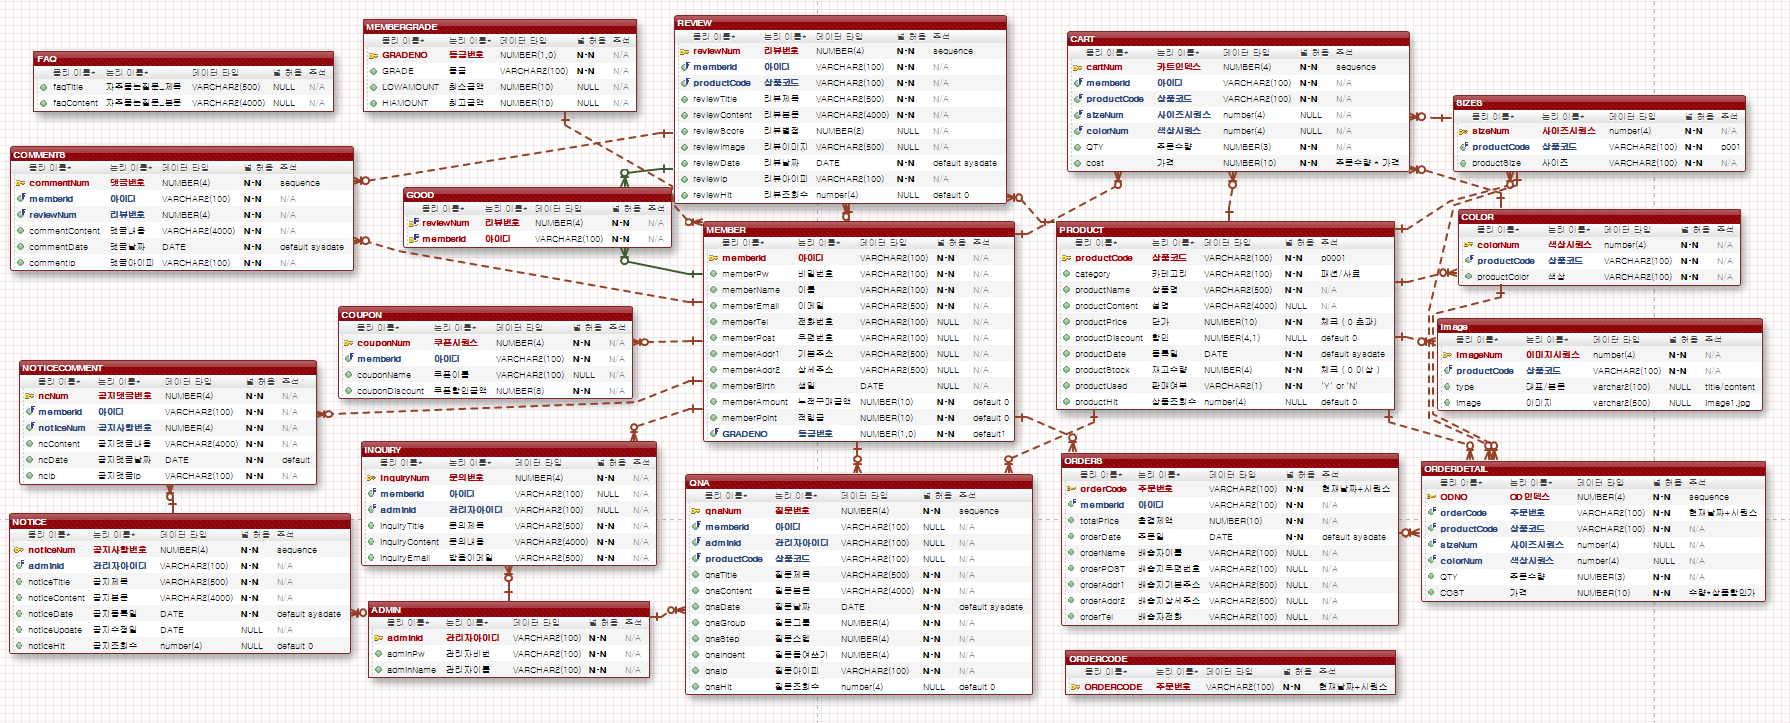 FAQ
물리 이름* 논리 이름* 데이터 타입 널 허용 주석
faqTitle 자주묻는질문_제목 VARCHAR2(500) NULL N/A
faqContent 자주묻는질문_본문 VARCHAR2(4000) NULL N/A
MEMBERGRADE
물리 이름* 논리 이름* 데이터 타입 널 허용 주석
GRADENO 등급번호 NUMBER(1,0) N-N N/A
GRADE 등급 VARCHAR2(100) N-N N/A
LOWAMOUNT 최소금액 NUMBER(10) NULL N/A
HIAMOUNT 최고금액 NUMBER(10) NULL N/A
REVIEW
물리 이름* 논리 이름* 데이터 타입 널 허용 주석
reviewNum 리뷰번호 NUMBER(4) N-N sequence
memberId 아이디 VARCHAR2(100) N-N N/A
productCode 상품코드 VARCHAR2(100) N-N N/A
reviewTitle 리뷰제목 VARCHAR2(500) N-N N/A
reviewContent 리뷰본문 VARCHAR2(4000) N-N N/A
reviewScore 리뷰별점 NUMBER(2) NULL N/A
reviewImage 리뷰이미지 VARCHAR2(500) NULL N/A
reviewDate 리뷰날짜 DATE N-N default sysdate
reviewIp 리뷰아이피 VARCHAR2(100) N-N N/A
reviewHit 리뷰조회수 number(4) NULL default 0
CART
물리 이름* 논리 이름* 데이터 타입 널 허용 주석
cartNum 카트인덱스 NUMBER(4) N-N sequence
memberId 아이디 VARCHAR2(100) N-N N/A
productCode 상품코드 VARCHAR2(100) N-N N/A
sizeNum 사이즈시퀀스 number(4) NULL N/A
colorNum 색상시퀀스 number(4) NULL N/A
QTY 주문수량 NUMBER(3) N-N N/A
cost 가격 NUMBER(10) N-N 주문수량 * 가격
SIZES
물리 이름* 논리 이름* 데이터 타입 널 허용 주석
sizeNum 사이즈시퀀스 number(4) N-N N/A
productCode 상품코드 VARCHAR2(100) N-N p001
productSize 사이즈 VARCHAR2(100) N-N N/A
COMMENTS
물리 이름* 논리 이름* 데이터 타입 널 허용 주석
commentNum 댓글번호 NUMBER(4) N-N sequence
memberId 아이디 VARCHAR2(100) N-N N/A
reviewNum 리뷰번호 NUMBER(4) N-N N/A
commentContent 댓글내용 VARCHAR2(4000) N-N N/A
commentDate 댓글날짜 DATE N-N default sysdate
commentIp 댓글아이피 VARCHAR2(100) N-N N/A
GOOD
물리 이름* 논리 이름* 데이터 타입 널 허용 주석
reviewNum 리뷰번호 NUMBER(4) N-N N/A
memberId 아이디 VARCHAR2(100) N-N N/A
MEMBER
물리 이름* 논리 이름* 데이터 타입 널 허용 주석
memberId 아이디 VARCHAR2(100) N-N N/A
memberPw 비밀번호 VARCHAR2(100) N-N N/A
memberName 이름 VARCHAR2(100) N-N N/A
memberEmail 이메일 VARCHAR2(500) NULL N/A
memberTel 전화번호 VARCHAR2(100) NULL N/A
memberPost 우편번호 VARCHAR2(100) NULL N/A
memberAddr1 기본주소 VARCHAR2(500) NULL N/A
memberAddr2 상세주소 VARCHAR2(500) NULL N/A
memberBirth 생일 DATE NULL N/A
memberAmount 누적구매금액 NUMBER(10) N-N default 0
memberPoint 적립금 NUMBER(10) N-N default 0
GRADENO 등급번호 NUMBER(1,0) N-N default1
PRODUCT
물리 이름* 논리 이름* 데이터 타입 널 허용 주석
productCode 상품코드 VARCHAR2(100) N-N p0001
category 카테고리 VARCHAR2(100) N-N 패션/사료
productName 상품명 VARCHAR2(500) N-N N/A
productContent 설명 VARCHAR2(4000) NULL N/A
productPrice 단가 NUMBER(10) N-N 체크 ( 0 초과)
productDiscount 할인 NUMBER(4,1) NULL default 0
productDate 등록일 DATE N-N default sysdate
productStock 재고수량 NUMBER(4) N-N 체크 ( 0 이상 )
productUsed 판매여부 VARCHAR2(1) N-N 'Y' or 'N'
productHit 상품조회수 number(4) NULL default 0
COLOR
물리 이름* 논리 이름* 데이터 타입 널 허용 주석
colorNum 색상시퀀스 number(4) N-N N/A
productCode 상품코드 VARCHAR2(100) N-N N/A
productColor 색상 VARCHAR2(100) N-N N/A
COUPON
물리 이름* 논리 이름* 데이터 타입 널 허용 주석
couponNum 쿠폰시퀀스 NUMBER(4) N-N N/A
memberId 아이디 VARCHAR2(100) N-N N/A
couponName 쿠폰이름 VARCHAR2(100) NULL N/A
couponDiscount 쿠폰할인금액 NUMBER(8) N-N N/A
Image
물리 이름* 논리 이름* 데이터 타입 널 허용 주석
imageNum 이미지시퀀스 number(4) N-N N/A
productCode 상품코드 VARCHAR2(100) N-N N/A
type 대표/본문 varchar2(100) NULL title/content
image 이미지 varchar2(500) NULL image1.jpg
NOTICECOMMENT
물리 이름* 논리 이름* 데이터 타입 널 허용 주석
ncNum 공지댓글번호 NUMBER(4) N-N N/A
memberId 아이디 VARCHAR2(100) N-N N/A
noticeNum 공지사항번호 NUMBER(4) N-N N/A
ncContent 공지댓글내용 VARCHAR2(4000) N-N N/A
ncDate 공지댓글날짜 DATE N-N default
ncIp 공지댓글ip VARCHAR2(100) N-N N/A
INQUIRY
물리 이름* 논리 이름* 데이터 타입 널 허용 주석
inquiryNum 문의번호 NUMBER(4) N-N N/A
memberId 아이디 VARCHAR2(100) NULL N/A
adminId 관리자아이디 VARCHAR2(100) NULL N/A
inquiryTitle 문의제목 VARCHAR2(500) N-N N/A
inquiryContent 문의내용 VARCHAR2(4000) N-N N/A
inquiryEmail 받을이메일 VARCHAR2(500) N-N N/A
QNA
물리 이름* 논리 이름* 데이터 타입 널 허용 주석
qnaNum 질문번호 NUMBER(4) N-N sequence
memberId 아이디 VARCHAR2(100) NULL N/A
adminId 관리자아이디 VARCHAR2(100) NULL N/A
productCode 상품코드 VARCHAR2(100) NULL N/A
qnaTitle 질문제목 VARCHAR2(500) N-N N/A
qnaContent 질문본문 VARCHAR2(4000) NULL N/A
qnaDate 질문날짜 DATE N-N default sysdate
qnaGroup 질문그룹 NUMBER(4) N-N N/A
qnaStep 질문스텝 NUMBER(4) N-N N/A
qnaIndent 질문들여쓰기 NUMBER(4) N-N N/A
qnaIp 질문아이피 VARCHAR2(100) N-N N/A
qnaHit 질문조회수 number(4) NULL default 0
ORDERS
물리 이름* 논리 이름* 데이터 타입 널 허용 주석
orderCode 주문번호 VARCHAR2(100) N-N 현재날짜+시퀀스
memberId 아이디 VARCHAR2(100) N-N N/A
totalPrice 총결제액 NUMBER(10) N-N N/A
orderDate 주문일 DATE N-N default sysdate
orderName 배송자이름 VARCHAR2(100) NULL N/A
orderPOST 배송지우편번호 VARCHAR2(100) NULL N/A
orderAddr1 배송지기본주소 VARCHAR2(500) NULL N/A
orderAddr2 배송지상세주소 VARCHAR2(500) NULL N/A
orderTel 배송자전화 VARCHAR2(100) NULL N/A
ORDERDETAIL
물리 이름* 논리 이름* 데이터 타입 널 허용 주석
ODNO OD인덱스 NUMBER(4) N-N sequence
orderCode 주문번호 VARCHAR2(100) N-N 현재날짜+시퀀스
productCode 상품코드 VARCHAR2(100) N-N N/A
sizeNum 사이즈시퀀스 number(4) NULL N/A
colorNum 색상시퀀스 number(4) NULL N/A
QTY 주문수량 NUMBER(3) N-N N/A
COST 가격 NUMBER(10) N-N 수량*상품할인가
NOTICE
물리 이름* 논리 이름* 데이터 타입 널 허용 주석
noticeNum 공지사항번호 NUMBER(4) N-N sequence
adminId 관리자아이디 VARCHAR2(100) N-N N/A
noticeTitle 공지제목 VARCHAR2(500) N-N N/A
noticeContent 공지본문 VARCHAR2(4000) N-N N/A
noticeDate 공지등록일 DATE N-N default sysdate
noticeUpdate 공지수정일 DATE NULL N/A
noticeHit 공지조회수 number(4) NULL default 0
ADMIN
물리 이름* 논리 이름* 데이터 타입 널 허용 주석
adminId 관리자아이디 VARCHAR2(100) N-N N/A
adminPw 관리자비번 VARCHAR2(100) N-N N/A
adminName 관리자이름 VARCHAR2(100) N-N N/A
ORDERCODE
물리 이름* 논리 이름* 데이터 타입 널 허용 주석
ORDERCODE 주문번호 VARCHAR2(100) N-N 현재날짜+시퀀스